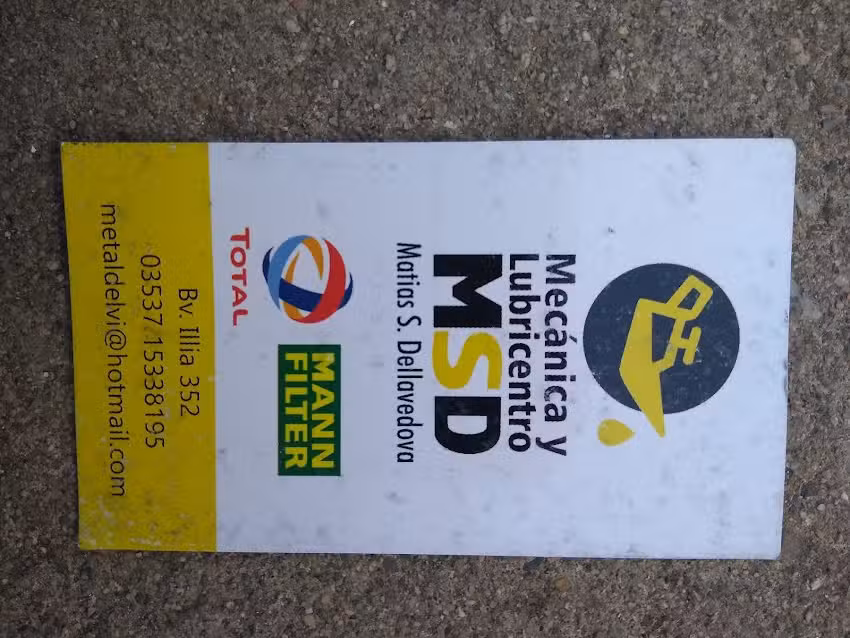 Mecánica y
Lubricentro
MSD
Matias S. Dellavedova
TOTAL
MANN
FILTER
Bv. Illia 352
03537 15338195
metaldelvi@hotmail.com